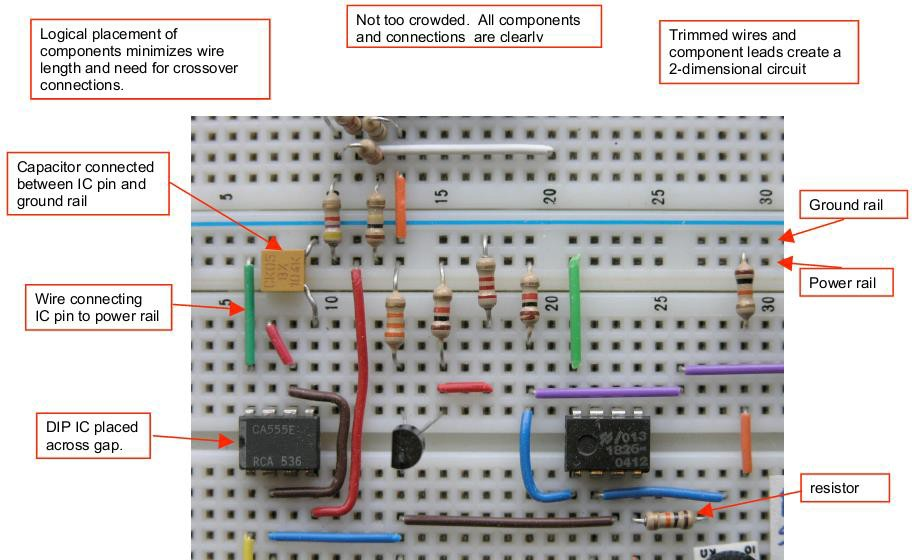 Logical placement of
components minimizes wire
length and need for crossover
connections.
Not too crowded.  All components
and connections  are clearly
Trimmed wires and
component leads create a
2-dimensional circuit
Capacitor connected
between IC pin and
ground rail
Ground rail
Power rail
Wire connecting
IC pin to power rail
DIP IC placed
across gap.
resistor
5
15
20
25
30
CK05
BX
104K
5
10
20
25
30
CA555E
RCA 536
1826-
0412